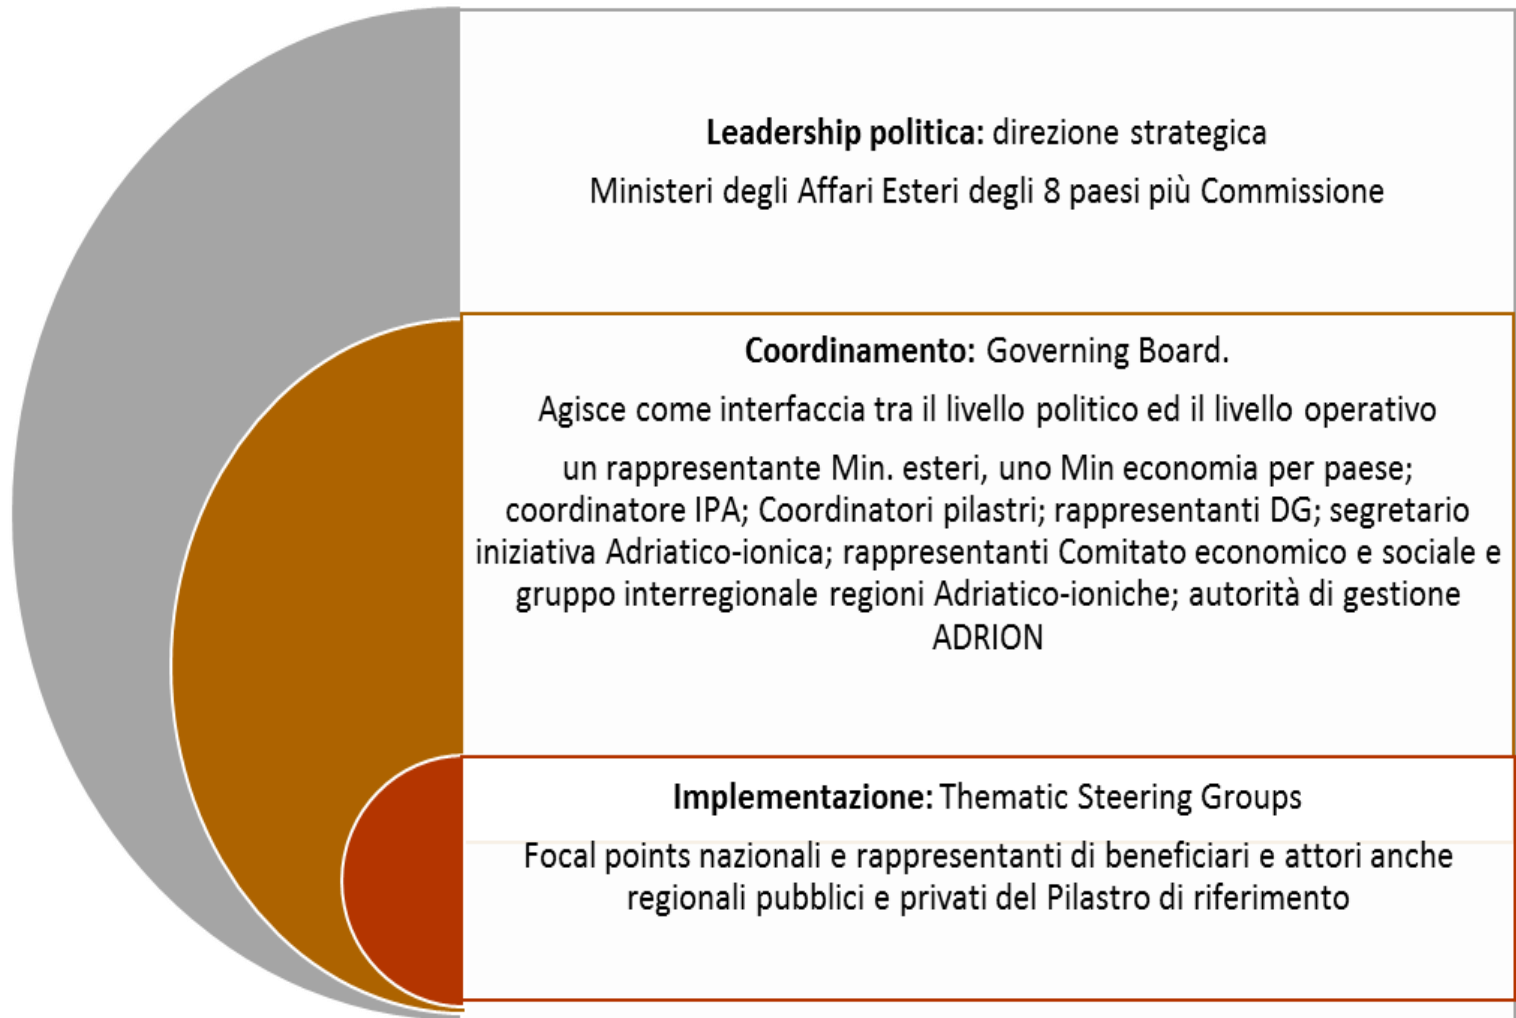 Leadership politica: direzione strategica
Ministeri degli Affari Esteri degli 8 paesi più Commissione
Coordinamento: Governing Board.
Agisce come interfaccia tra il livello politico ed il livello operativo
un rappresentante Min. esteri, uno Min economia per paese;
coordinatore IPA; Coordinatori pilastri; rappresentanti DG; segretario
iniziativa Adriatico-ionica; rappresentanti Comitato economico e sociale e
gruppo interregionale regioni Adriatico-ioniche; autorità di gestione
ADRION
Implementazione: Thematic Steering Groups
Focal points nazionali e rappresentanti di beneficiari e attori anche
regionali pubblici e privati del Pilastro di riferimento